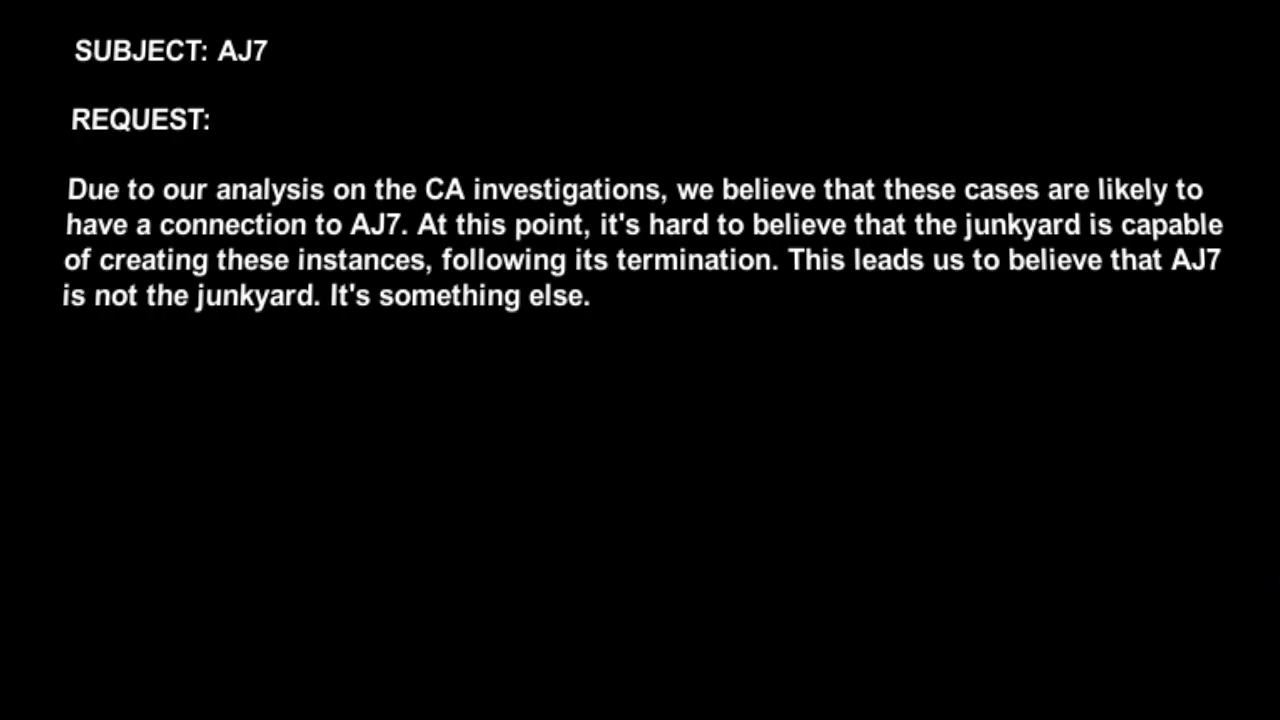 SUBJECT: AJ7
REQUEST:
Due to our analysis on the CA investigations, we believe that these cases are likely to
have a connection to AJ7. At this point, it's hard to believe that the junkyard is capable
of creating these instances, following its termination. This leads us to believe that AJ7
is not the junkyard. It's something else.